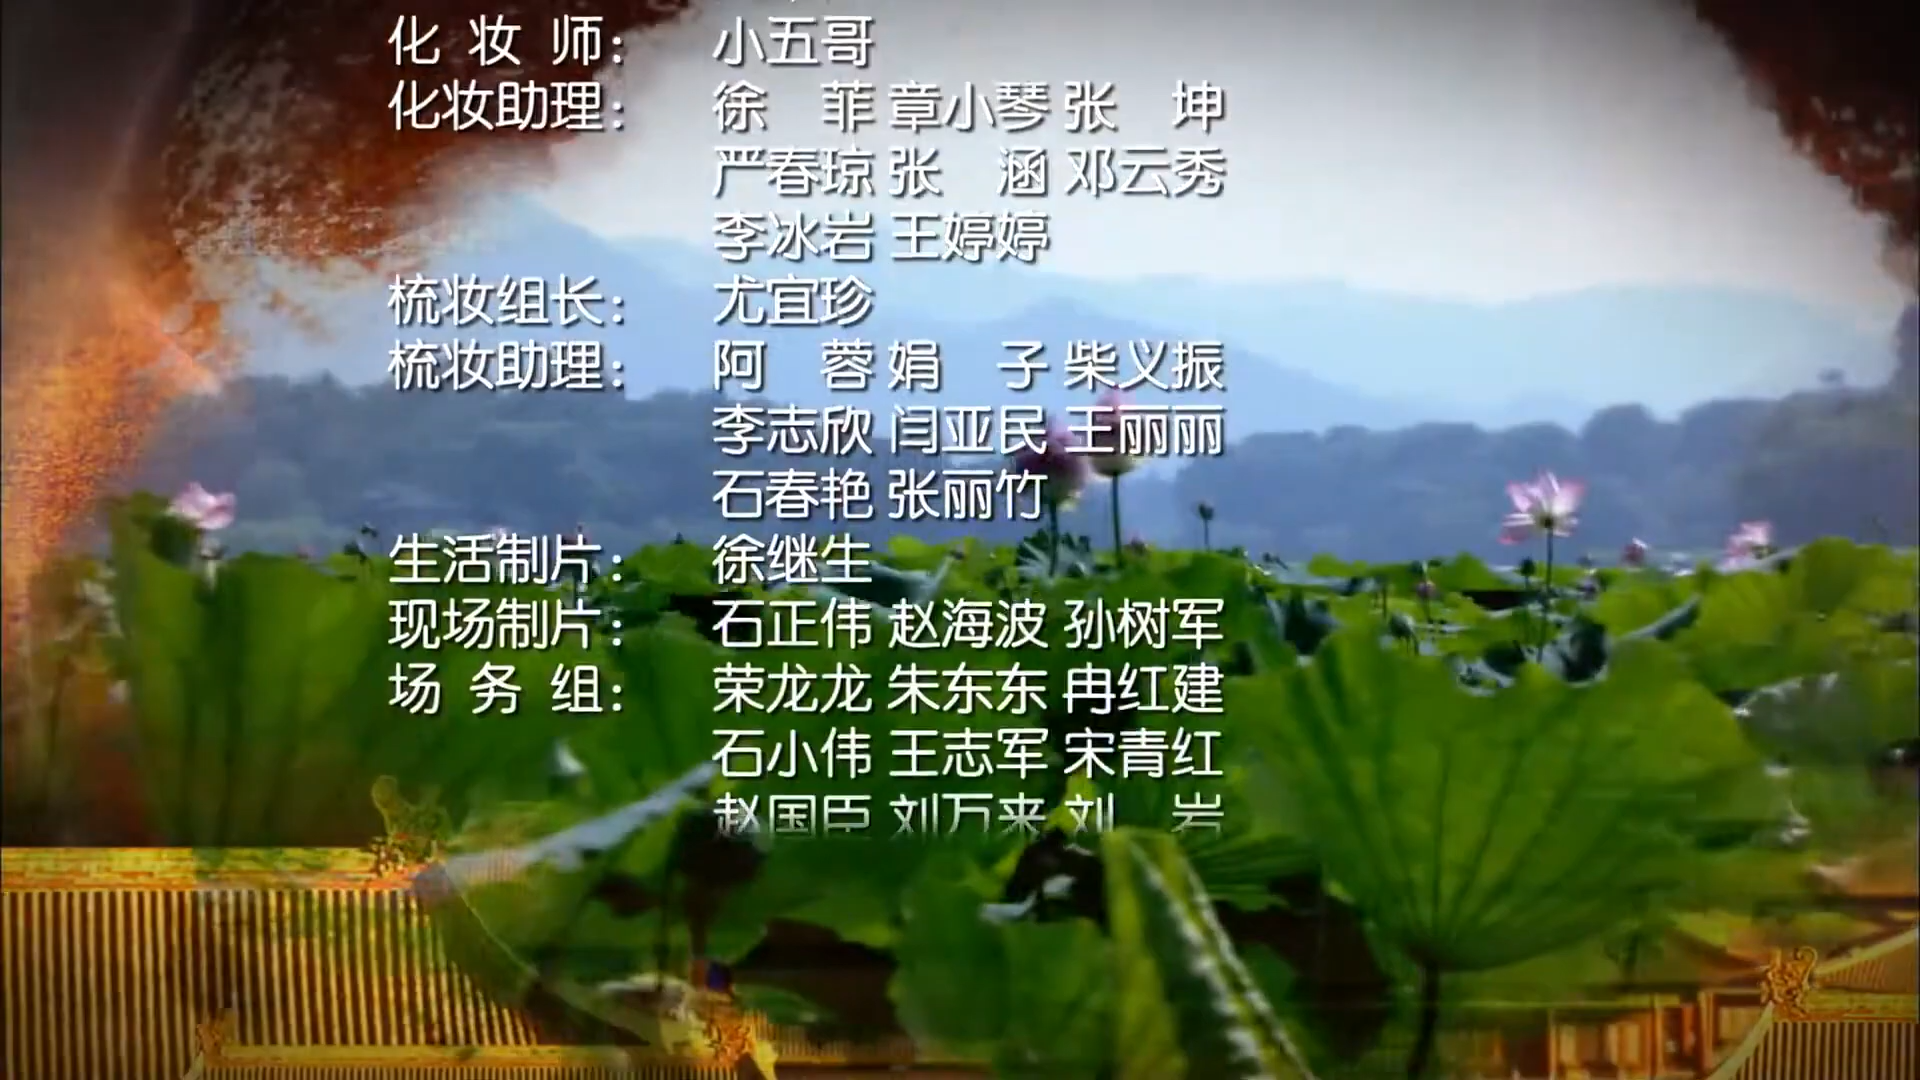 化妆师： 小五哥
化妆助理： 徐　菲 章小琴 张　坤
严春琼 张　涵 邓云秀
李冰岩 王婷婷
梳妆组长： 尤宜珍
梳妆助理： 阿　蓉 娟　子 柴义振
李志欣 闫亚民 王丽丽
石春艳 张丽竹
生活制片： 徐继生
现场制片： 石正伟 赵海波 孙树军
场务组： 荣龙龙 朱东东 冉红建
石小伟 王志军 宋青红
赵国臣 刘万来 刘　岩